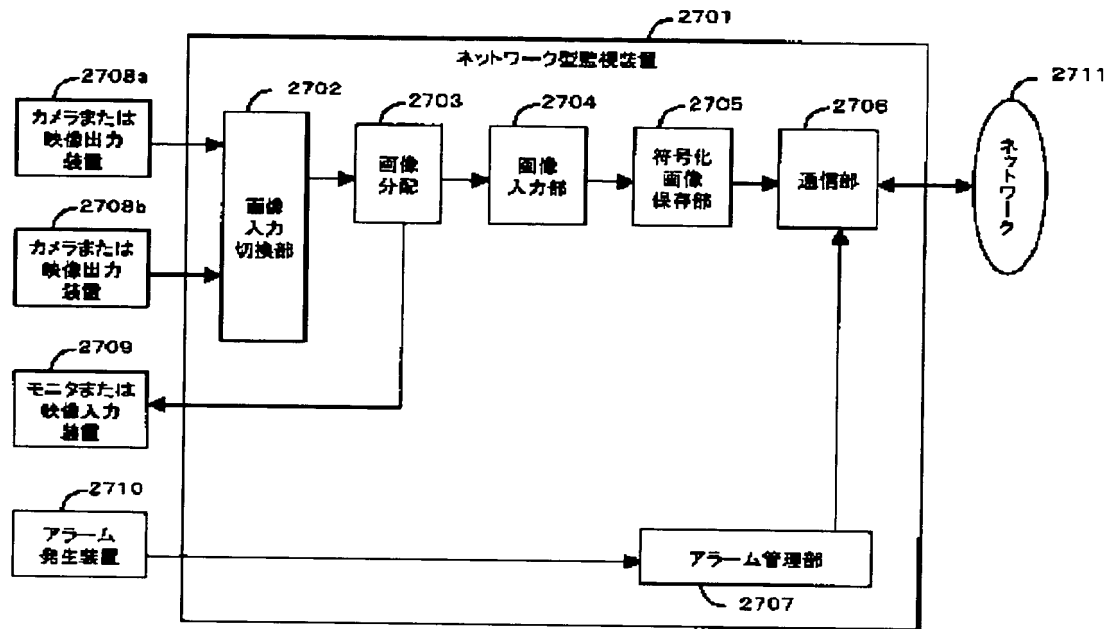 2701
ネットワーク型監視装置
2708a
カメラまたは
映像出力
装置
2708b
カメラまたは
映像出力
装置
2702
画像
入力
切換部
2703
画像
分配
2704
画像
入力部
2705
符号化
画像
保存部
2706
通信部
2711
ネットワーク
2709
モニタまたは
映像入力
装置
2710
アラーム
発生装置
アラーム管理部
2707